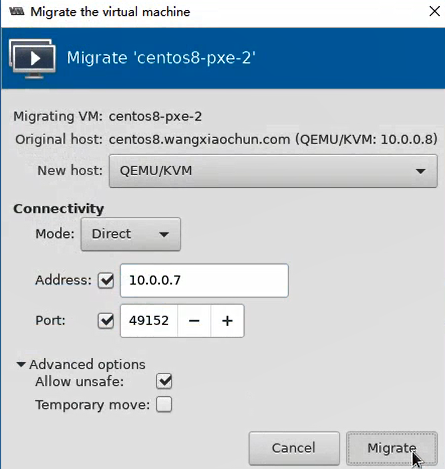 Migrate the virtual machine
Migrate 'centos8-pxe-2'
Migrating VM: centos8-pxe-2
Original host: centos8.wangxiaochun.com (QEMU/KVM: 10.0.0.8)
New host: QEMU/KVM
Connectivity
Mode: Direct
Address: 10.0.0.7
Port: 49152 − +
Advanced options
Allow unsafe:
Temporary move:
Cancel Migrate